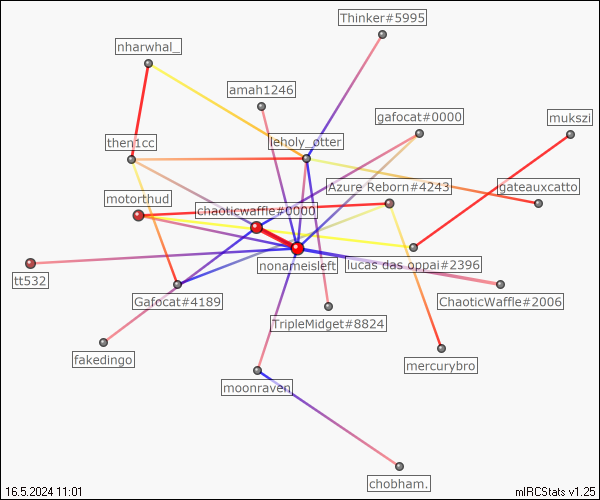 Thinker#5995
nharwhal_
amah1246
gafocat#0000
mukszi
then1cc
leholy_otter
Azure Reborn#4243
gateauxcatto
motorthud
chaoticwaffle#0000
nonameisleft
lucas das oppai#2396
tt532
Gafocat#4189
ChaoticWaffle#2006
TripleMidget#8824
fakedingo
mercurybro
moonraven
chobham.
16.5.2024 11:01
mIRCStats v1.25